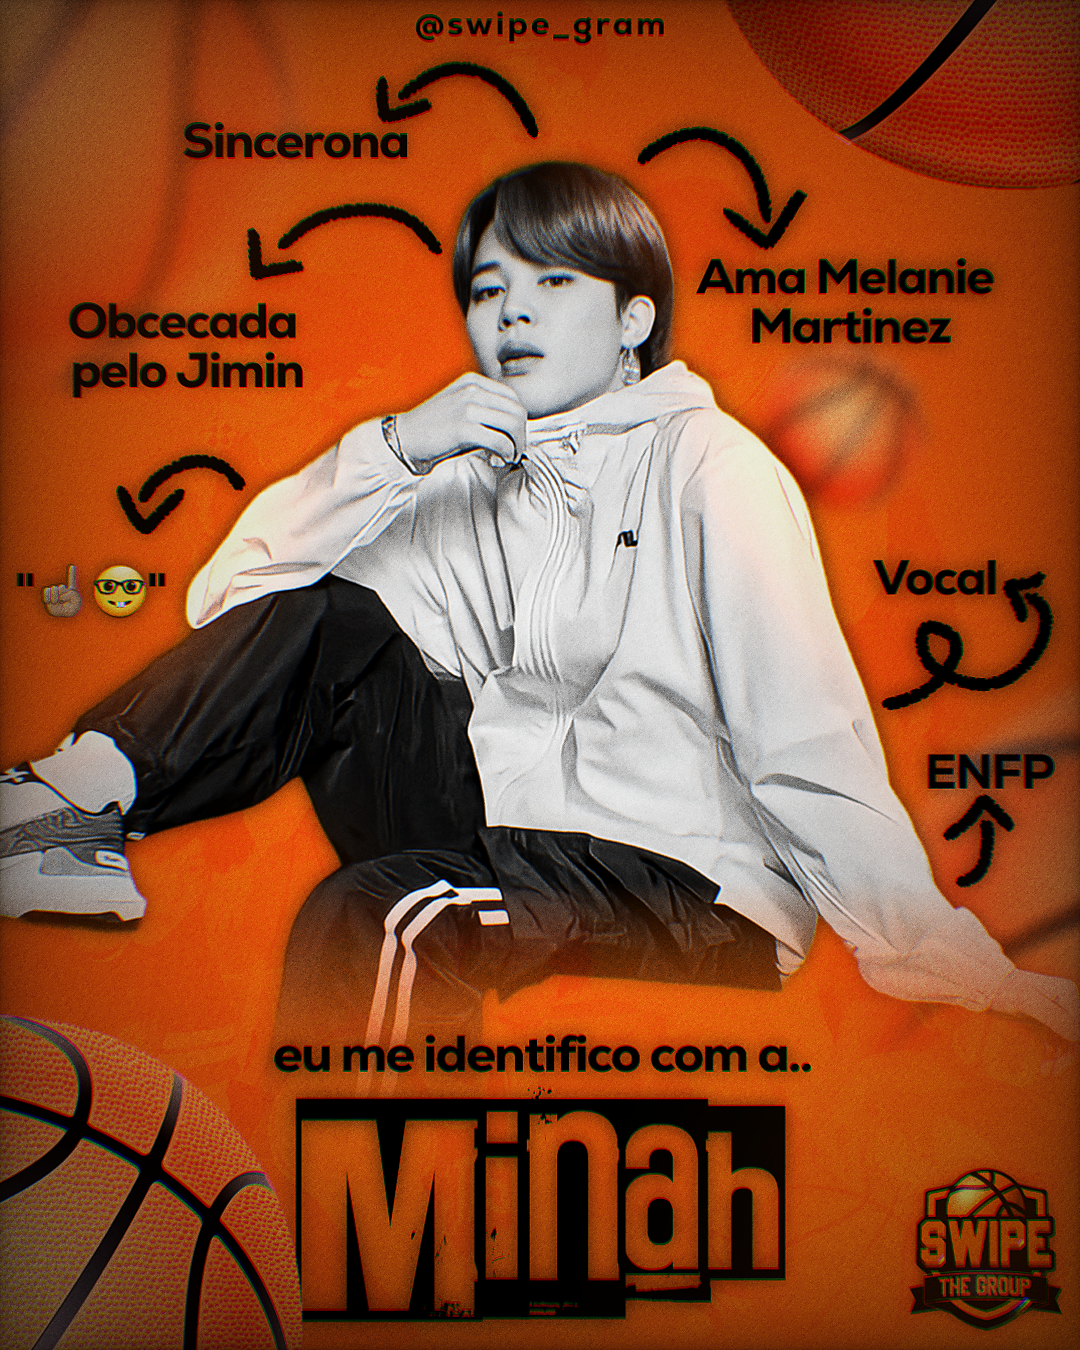 @swipe_gram
Sincerona
Ama Melanie
Martinez
Obcecada
pelo Jimin
"☝🏽🤓"
Vocal
ENFP
eu me identifico com a..
Minah
SWIPE
THE GROUP